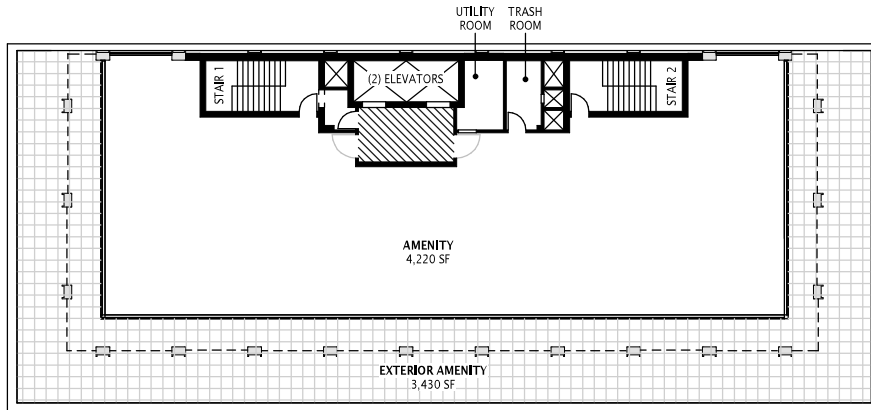 UTILITY
ROOM
TRASH
ROOM
STAIR 1
(2) ELEVATORS
STAIR 2
AMENITY
4,220 SF
EXTERIOR AMENITY
3,430 SF